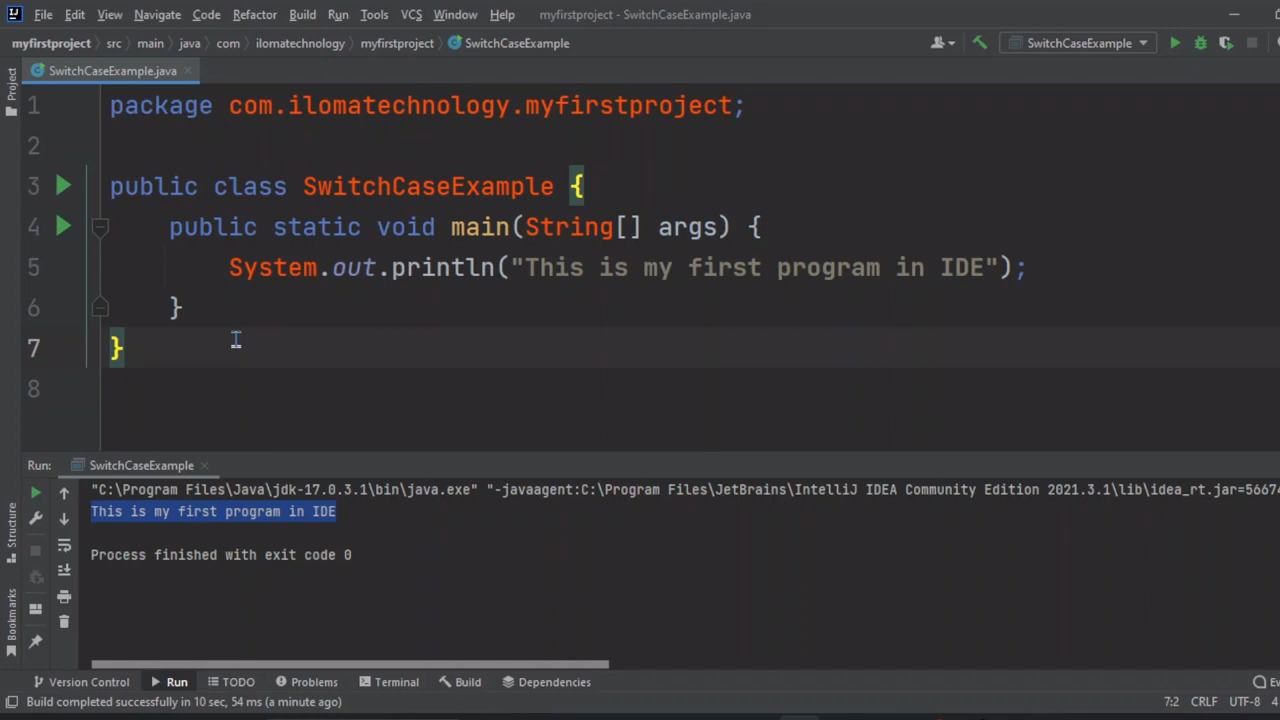 File Edit View Navigate Code Refactor Build Run Tools VCS Window Help myfirstproject - SwitchCaseExample.java
myfirstproject src main java com ilomatechnology myfirstproject SwitchCaseExample SwitchCaseExample
Project
SwitchCaseExample.java
1 package com.ilomatechnology.myfirstproject;
2
3 public class SwitchCaseExample {
4 public static void main(String[] args) {
5 System.out.println("This is my first program in IDE");
6 }
7 }
8
Run: SwitchCaseExample
"C:\Program Files\Java\jdk-17.0.3.1\bin\java.exe" "-javaagent:C:\Program Files\JetBrains\IntelliJ IDEA Community Edition 2021.3.1\lib\idea_rt.jar=5667
This is my first program in IDE
Process finished with exit code 0
Structure
Bookmarks
Version Control Run TODO Problems Terminal Build Dependencies
Build completed successfully in 10 sec, 54 ms (a minute ago) 7:2 CRLF UTF-8 4